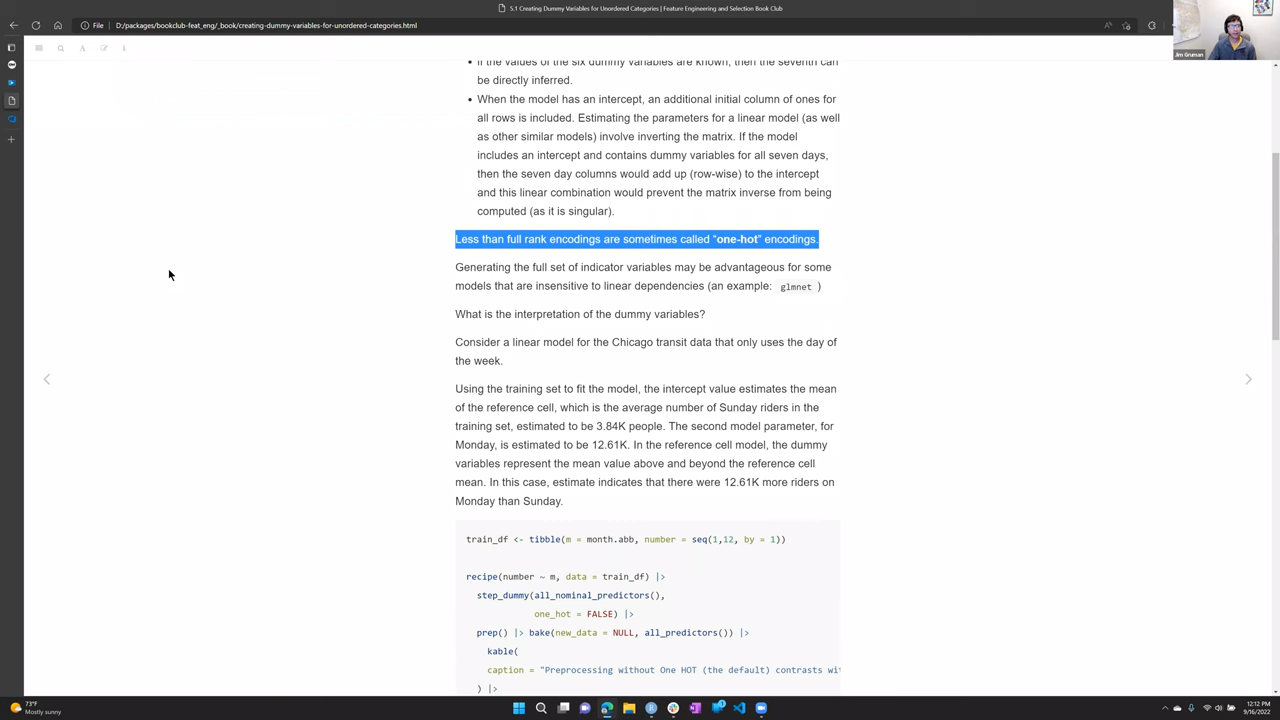 5.1 Creating Dummy Variables for Unordered Categories | Feature Engineering and Selection Book Club
File
D:/packages/bookclub-feat_eng/_book/creating-dummy-variables-for-unordered-categories.html
Jim Gruman
If the values of the six dummy variables are known, then the seventh can
be directly inferred.
When the model has an intercept, an additional initial column of ones for
all rows is included. Estimating the parameters for a linear model (as well
as other similar models) involve inverting the matrix. If the model
includes an intercept and contains dummy variables for all seven days,
then the seven day columns would add up (row-wise) to the intercept
and this linear combination would prevent the matrix inverse from being
computed (as it is singular).
Less than full rank encodings are sometimes called “one-hot” encodings.
Generating the full set of indicator variables may be advantageous for some
models that are insensitive to linear dependencies (an example: glmnet )
What is the interpretation of the dummy variables?
Consider a linear model for the Chicago transit data that only uses the day of
the week.
Using the training set to fit the model, the intercept value estimates the mean
of the reference cell, which is the average number of Sunday riders in the
training set, estimated to be 3.84K people. The second model parameter, for
Monday, is estimated to be 12.61K. In the reference cell model, the dummy
variables represent the mean value above and beyond the reference cell
mean. In this case, estimate indicates that there were 12.61K more riders on
Monday than Sunday.
train_df <- tibble(m = month.abb, number = seq(1,12, by = 1))
recipe(number ~ m, data = train_df) |>
step_dummy(all_nominal_predictors(),
one_hot = FALSE) |>
prep() |> bake(new_data = NULL, all_predictors()) |>
kable(
caption = "Preprocessing without One HOT (the default) contrasts wi
) |>
73°F
Mostly sunny
12:12 PM
9/16/2022